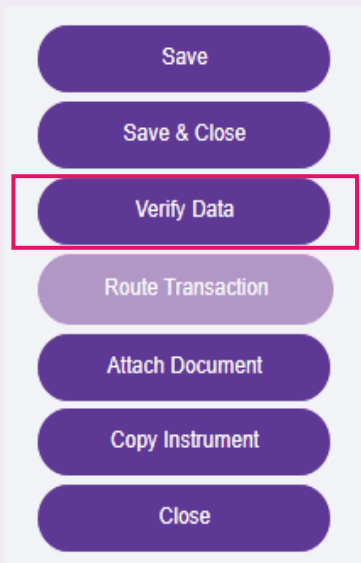 Save
Save & Close
Verify Data
Route Transaction
Attach Document
Copy Instrument
Close